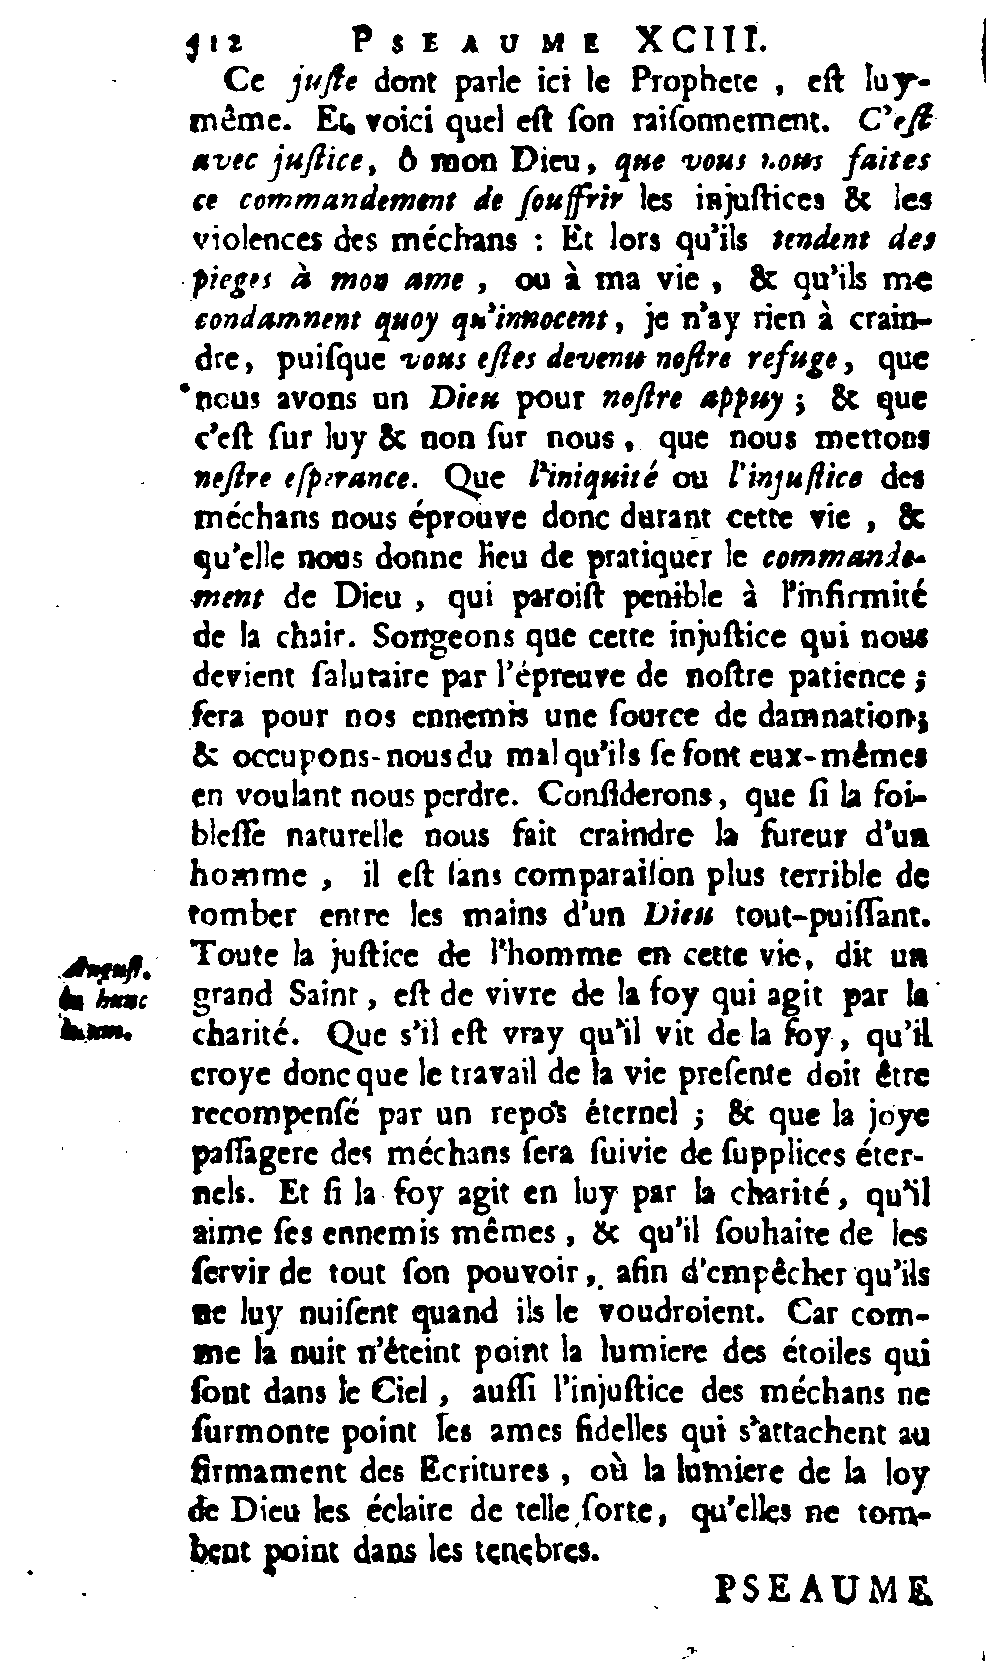 512 PSEAUME XCIII.
Ce juſte dont parle ici le Prophete , eſt luy-
même. Et voici quel eſt ſon raiſonnement. C'eſt
avec juſtice, ô mon Dieu, que vous nous faites
ce commandement de ſouffrir les injuſtices & les
violences des méchans : Et lors qu'ils tendent des
pieges à mon ame , ou à ma vie , & qu'ils me
condamnent quoy qu'innocent, je n'ay rien à crain-
dre, puiſque vous eſtes devenu noſtre refuge, que
nous avons un Dieu pour noſtre appuy ; & que
c'eſt ſur luy & non ſur nous, que nous mettons
noſtre eſperance. Que l'iniquité ou l'injuſtice des
méchans nous éprouve donc durant cette vie , &
qu'elle nous donne lieu de pratiquer le commande-
ment de Dieu , qui paroiſt penible à l'infirmité
de la chair. Songeons que cette injuſtice qui nous
devient ſalutaire par l'épreuve de noſtre patience ;
ſera pour nos ennemis une ſource de damnation;
& occupons-nous du mal qu'ils ſe font eux-mêmes
en voulant nous perdre. Conſiderons, que ſi la foi-
bleſſe naturelle nous fait craindre la fureur d'un
homme , il eſt ſans comparaiſon plus terrible de
tomber entre les mains d'un Dieu tout-puiſſant.
Toute la juſtice de l'homme en cette vie, dit un
grand Saint, eſt de vivre de la foy qui agit par la
charité. Que s'il eſt vray qu'il vit de la foy, qu'il
croye donc que le travail de la vie preſente doit être
recompenſé par un repos éternel ; & que la joye
paſſagere des méchans ſera ſuivie de ſupplices éter-
nels. Et ſi la foy agit en luy par la charité, qu'il
aime ſes ennemis mêmes , & qu'il ſouhaite de les
ſervir de tout ſon pouvoir, afin d'empêcher qu'ils
ne luy nuiſent quand ils le voudroient. Car com-
me la nuit n'éteint point la lumiere des étoiles qui
ſont dans le Ciel , auſſi l'injuſtice des méchans ne
ſurmonte point les ames fidelles qui s'attachent au
firmament des Ecritures , où la lumiere de la loy
de Dieu les éclaire de telle ſorte, qu'elles ne tom-
bent point dans les tenebres.
Auguſt.
in hunc
PSEAUME